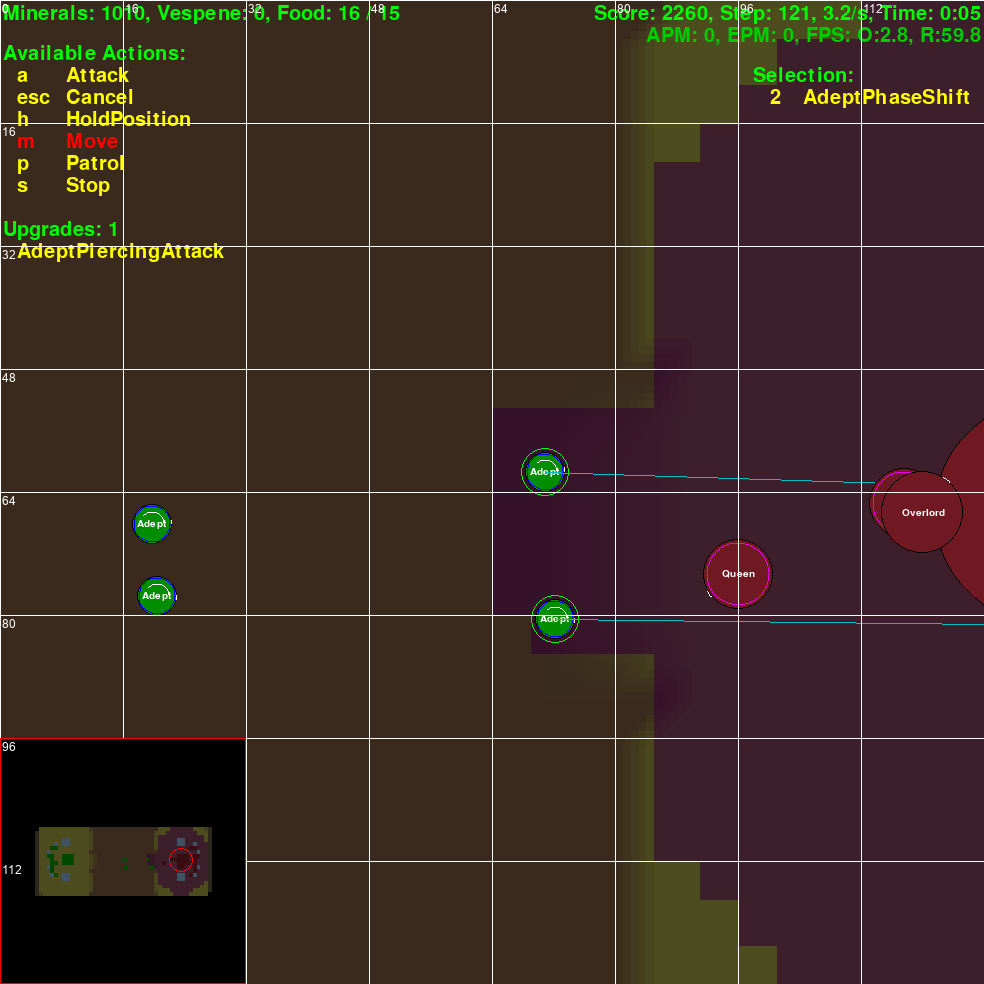 Minerals: 1010, Vespene: 0, Food: 16 / 15
Score: 2260, Step: 121, 3.2/s, Time: 0:05
APM: 0, EPM: 0, FPS: O:2.8, R:59.8
0 16 32 48 64 80 96 112
Available Actions:
a Attack
esc Cancel
h HoldPosition
m Move
p Patrol
s Stop
Selection:
2 AdeptPhaseShift
16
Upgrades: 1
AdeptPiercingAttack
32
48
Adept
64
Overlord
Adept
Queen
Adept
Adept
80
96
112